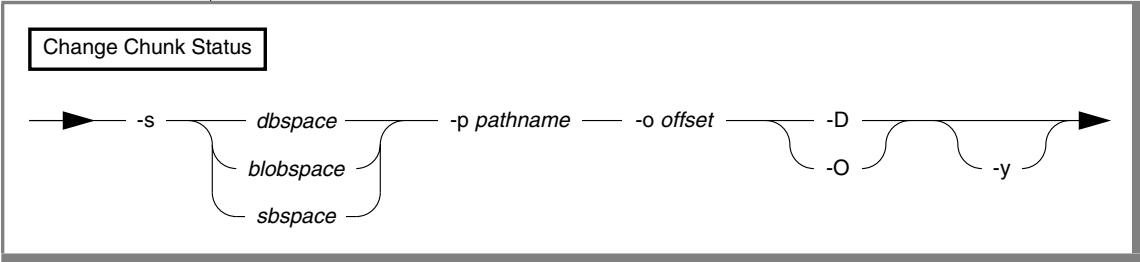 Change Chunk Status
-s dbspace -p pathname -o offset -D
blobspace -O -y
sbspace